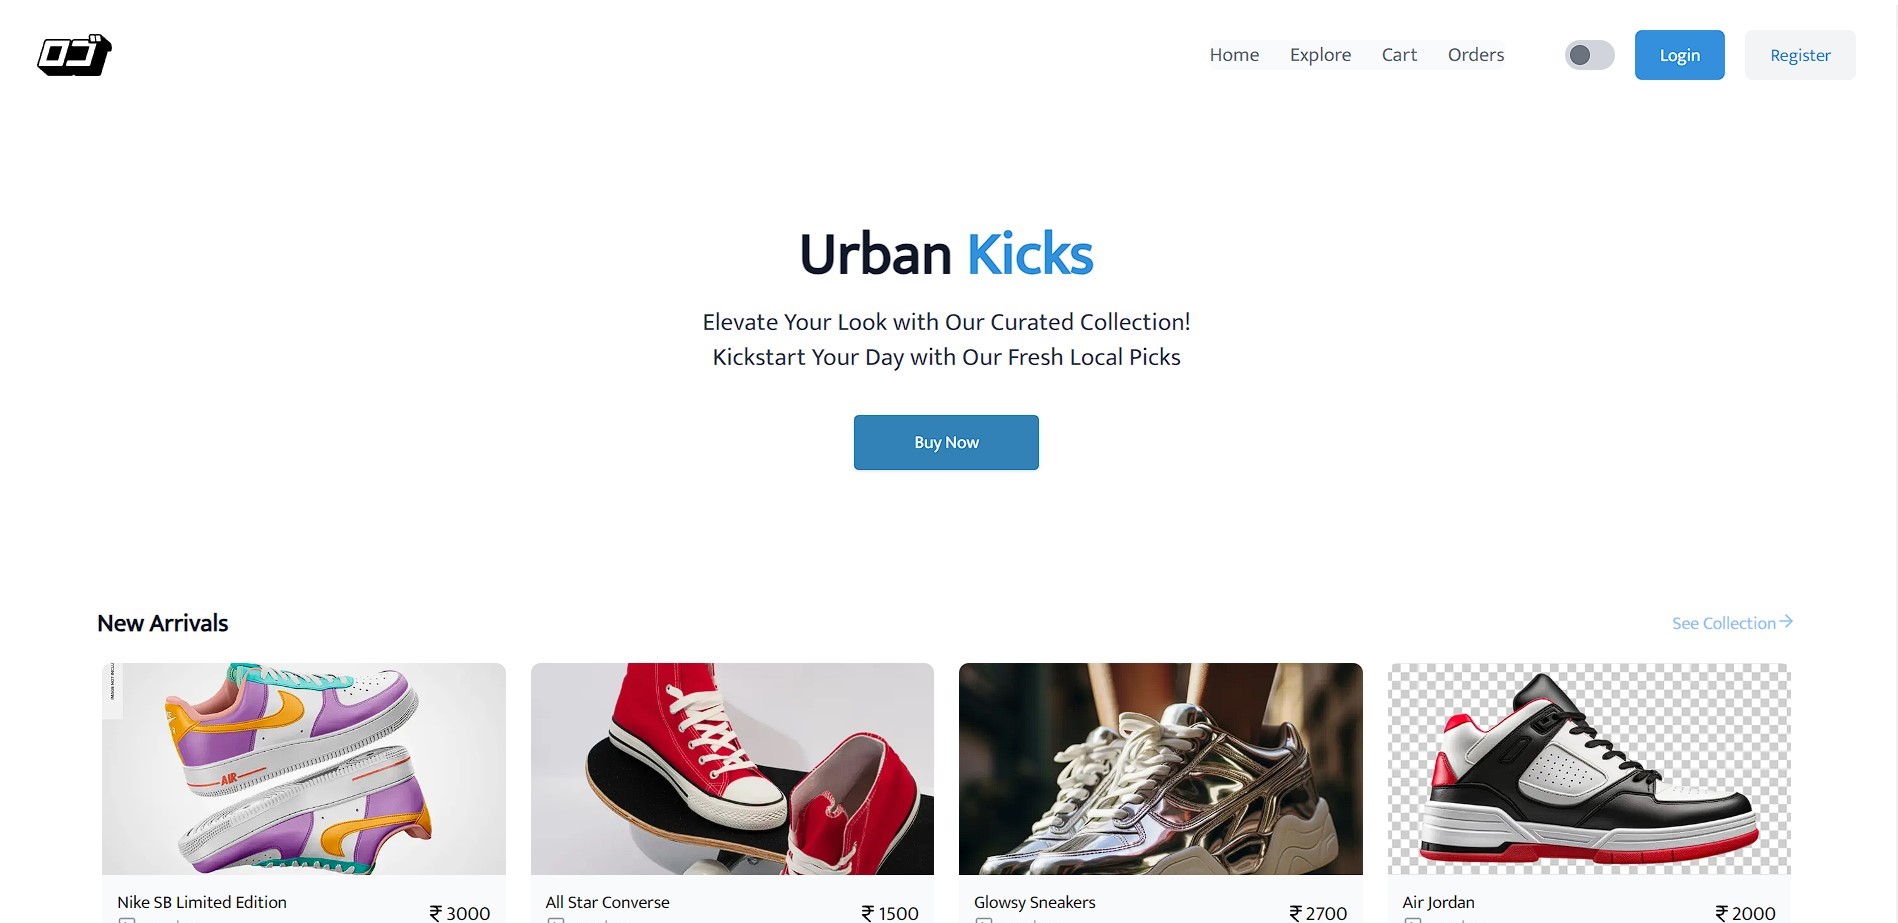 Home Explore Cart Orders Login Register
Urban Kicks
Elevate Your Look with Our Curated Collection!
Kickstart Your Day with Our Fresh Local Picks
Buy Now
New Arrivals See Collection
AIR
Nike SB Limited Edition
₹ 3000
All Star Converse
₹ 1500
Glowsy Sneakers
₹ 2700
Air Jordan
₹ 2000